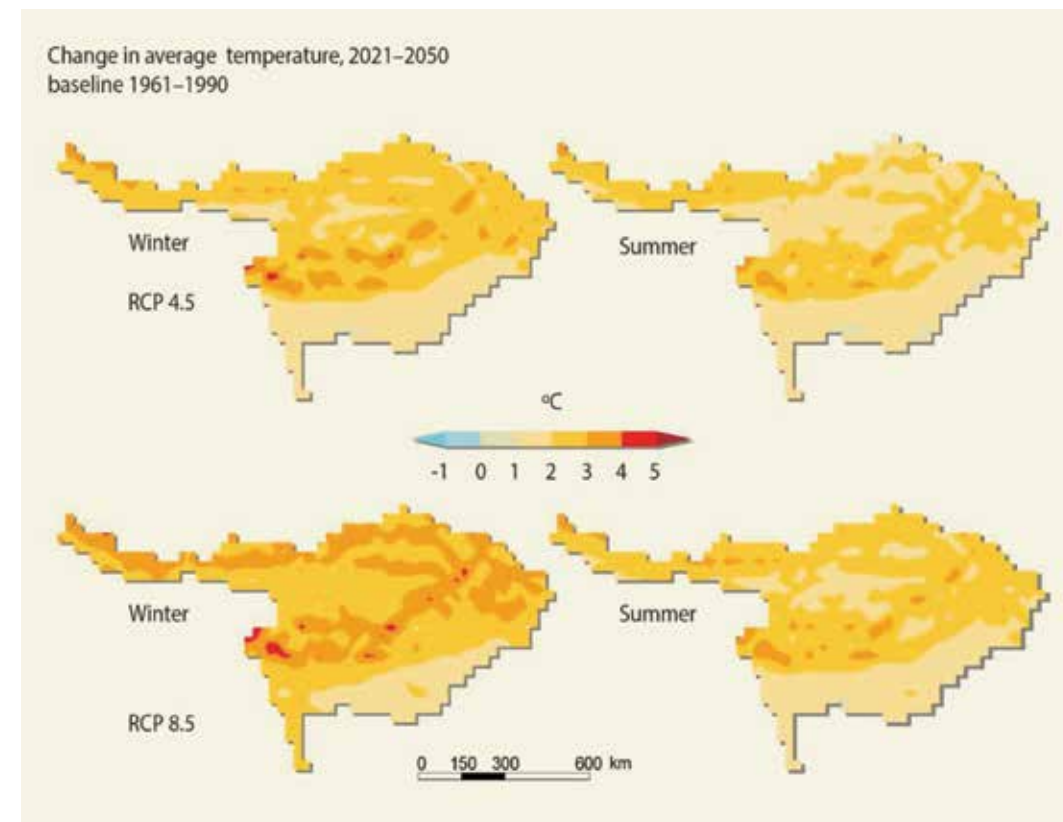 Change in average temperature, 2021–2050
baseline 1961–1990
Winter
RCP 4.5
Summer
ºC
-1 0 1 2 3 4 5
Winter
RCP 8.5
Summer
0 150 300 600 km